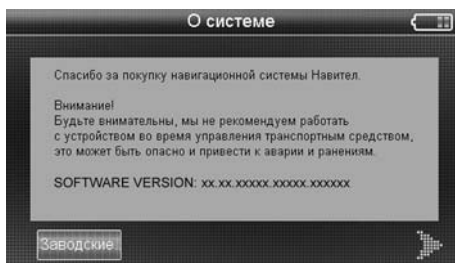 О системе
Спасибо за покупку навигационной системы Навител.
Внимание!
Будьте внимательны, мы не рекомендуем работать
с устройством во время управления транспортным средством,
это может быть опасно и привести к аварии и ранениям.
SOFTWARE VERSION: xx.xx.xxxxx.xxxxx.xxxxxx
Заводские